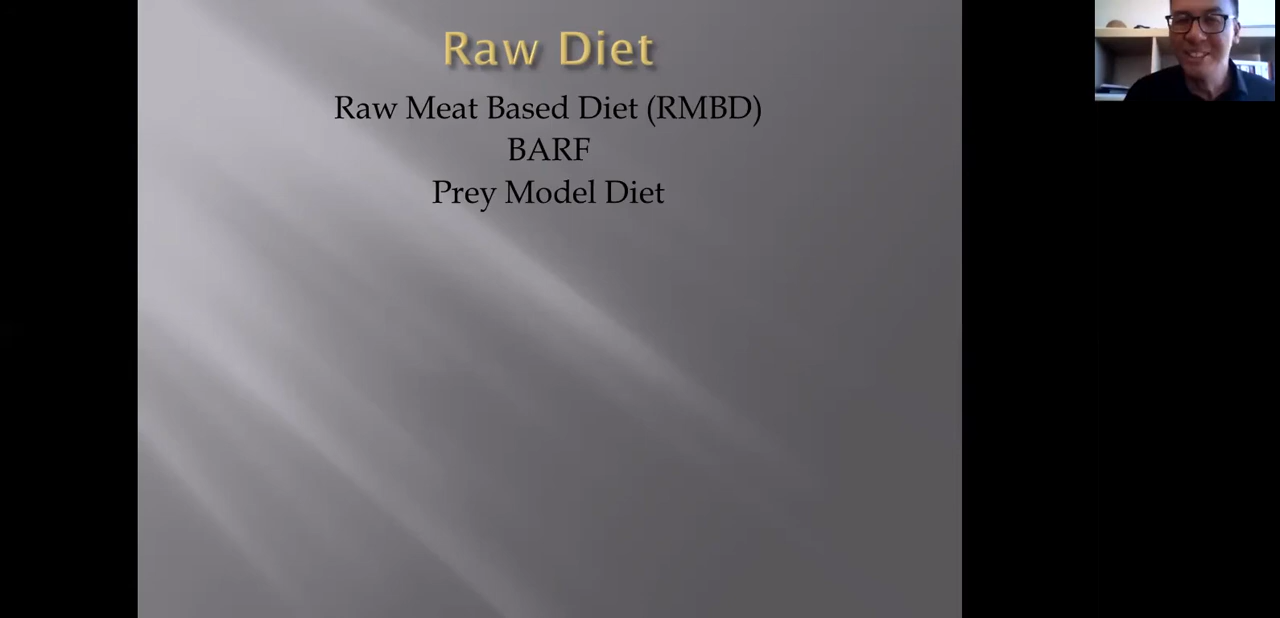 Raw Diet
Raw Meat Based Diet (RMBD)
BARF
Prey Model Diet